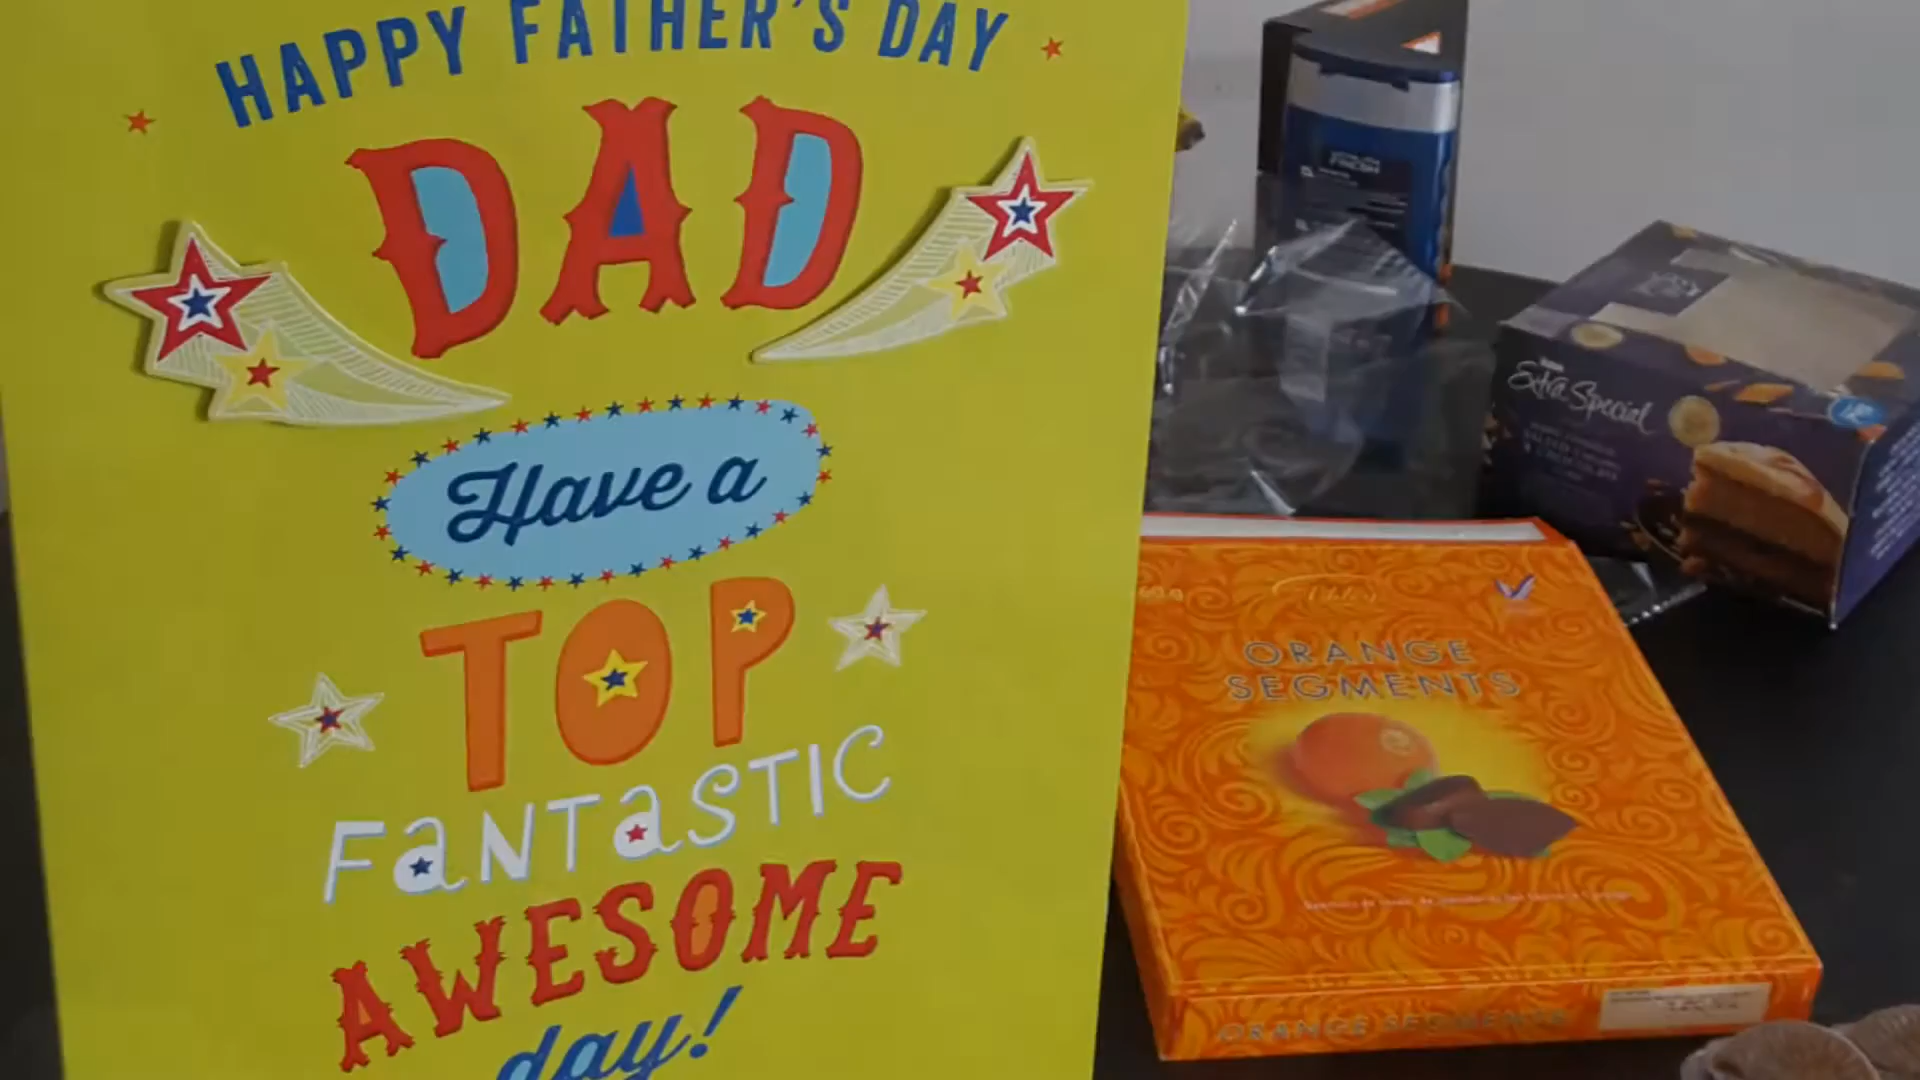 HAPPY FATHER'S DAY
DAD
Have a
TOP
FANTASTIC
AWESOME
day!
Extra Special
ORANGE
SEGMENTS
ORANGE SEGMENTS